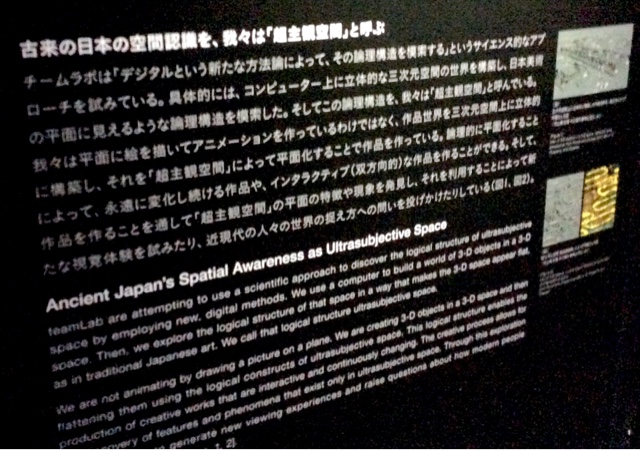 古来の日本の空間認識を、我々は「超主観空間」と呼ぶ
チームラボは「デジタルという新たな方法論によって、その論理構造を模索する」というサイエンス的なアプ
ローチを試みている。具体的には、コンピューター上に立体的な三次元空間の世界を構築し、日本美術
の平面に見えるような論理構造を模索した。そしてこの論理構造を、我々は「超主観空間」と呼んでいる。
我々は平面に絵を描いてアニメーションを作っているわけではなく、作品世界を三次元空間上に立体的
に構築し、それを「超主観空間」によって平面化することで作品を作っている。論理的に平面化すること
によって、永遠に変化し続ける作品や、インタラクティブ（双方向的）な作品を作ることができる。そして、
作品を作ることを通して「超主観空間」の平面の特徴や現象を発見し、それを利用することによって新
たな視覚体験を試みたり、近現代の人々の世界の捉え方への問いを投げかけたりしている（図1、図2）。
Ancient Japan's Spatial Awareness as Ultrasubjective Space
teamLab are attempting to use a scientific approach to discover the logical structure of ultrasubjective
space by employing new, digital methods. We use a computer to build a world of 3-D objects in a 3-D
space. Then, we explore the logical structure of that space in a way that makes the 3-D space appear flat,
as in traditional Japanese art. We call that logical structure ultrasubjective space.
We are not animating by drawing a picture on a plane. We are creating 3-D objects in a 3-D space and then
flattening them using the logical constructs of ultrasubjective space. This logical structure enables the
production of creative works that are interactive and continuously changing. The creative process allows for
discovery of features and phenomena that exist only in ultrasubjective space. Through this exploration
to generate new viewing experiences and raise questions about how modern people
1, 2].